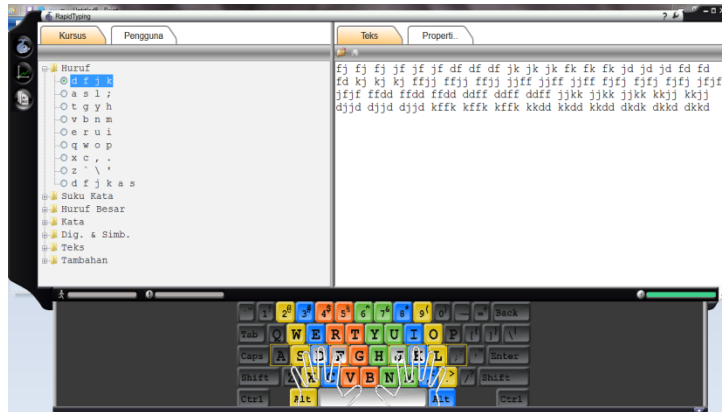 RapidTyping
Kursus
Pengguna
Teks
Properti..
Huruf
d f j k
a s l ;
t g y h
v b n m
e r u i
q w o p
x c , .
z ` \ '
d f j k a s
Suku Kata
Huruf Besar
Kata
Dig. & Simb.
Teks
Tambahan
fj fj fj jf jf jf df df df jk jk jk fk fk fk jd jd jd fd fd
fd kj kj kj ffjj ffjj ffjj jjff jjff jjff fjfj fjfj fjfj jfjf
jfjf ffdd ffdd ffdd ddff ddff ddff jjkk jjkk jjkk kkjj kkjj
djjd djjd djjd kffk kffk kffk kkdd kkdd kkdd dkdk dkkd dkkd
1 2 3 4 5 6 7 8 9 0 Back
Tab Q W E R T Y U I O P
Caps A S D F G H J K L Enter
Shift Z X C V B N M Shift
Ctrl Alt Alt Ctrl